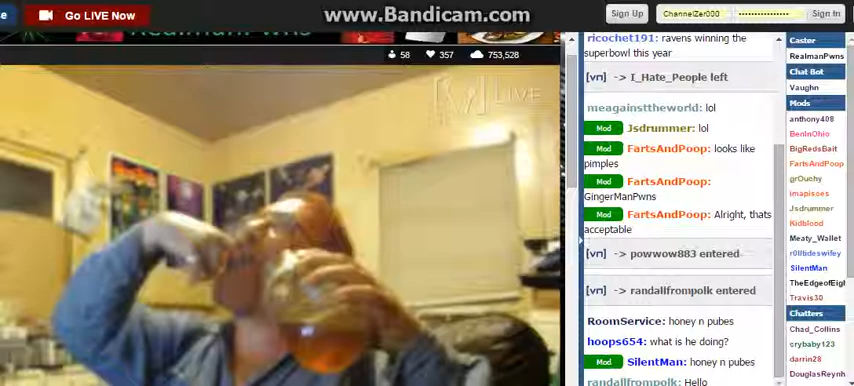 Go LIVE Now
www.Bandicam.com
Sign Up
ChannelZer000
Sign In
58 357 753,528
LIVE
ricochet191: ravens winning the
superbowl this year
[vn] -> I_Hate_People left
meagainsttheworld: lol
Mod Jsdrummer: lol
Mod FartsAndPoop: looks like
pimples
Mod FartsAndPoop:
GingerManPwns
Mod FartsAndPoop: Alright, thats
acceptable
[vn] -> powwow883 entered
[vn] -> randallfrompolk entered
RoomService: honey n pubes
hoops654: what is he doing?
Mod SilentMan: honey n pubes
randallfrompolk: Hello
Caster
RealmanPwns
Chat Bot
Vaughn
Mods
anthony408
BenInOhio
BigRedsBait
FartsAndPoop
grOuchy
imapisces
Jsdrummer
Kidblood
Meaty_Wallet
r0lltideswifey
SilentMan
TheEdgeofEigh
Travis30
Chatters
Chad_Collins
crybaby123
darrin28
DouglasReynh